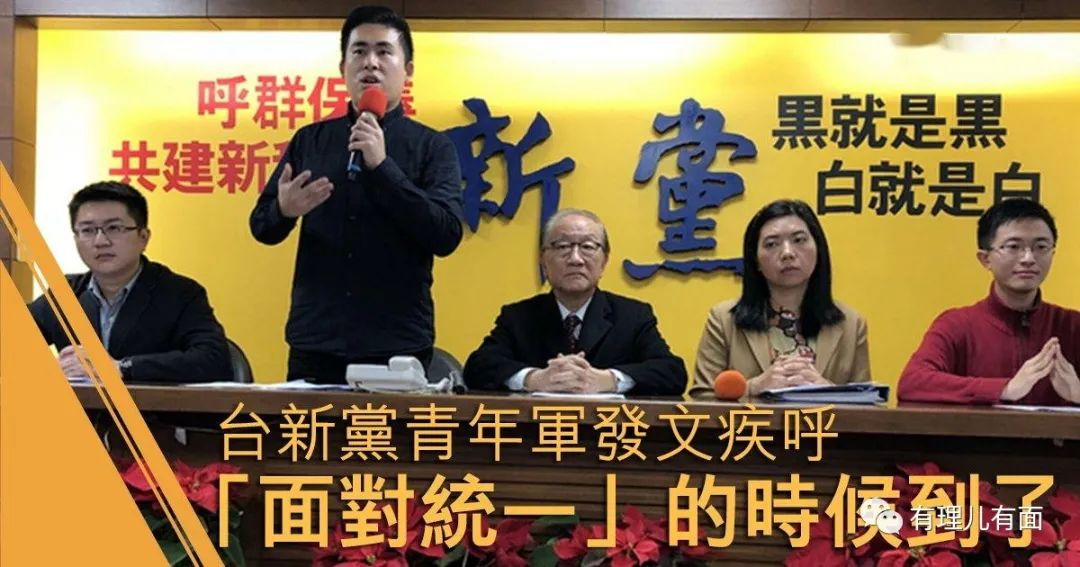 呼群保
共建新
新黨
黑就是黑
白就是白
台新黨青年軍發文疾呼
「面對統一」的時候到了
有理儿有面